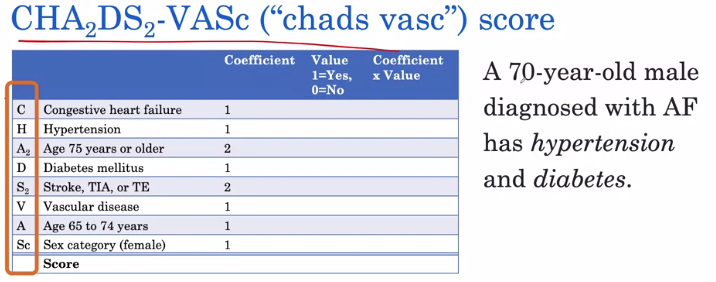 CHA₂DS₂-VASc (“chads vasc”) score
Coefficient Value 1=Yes, 0=No Coefficient x Value
C Congestive heart failure 1
H Hypertension 1
A₂ Age 75 years or older 2
D Diabetes mellitus 1
S₂ Stroke, TIA, or TE 2
V Vascular disease 1
A Age 65 to 74 years 1
Sc Sex category (female) 1
Score
A 70-year-old male
diagnosed with AF
has hypertension
and diabetes.